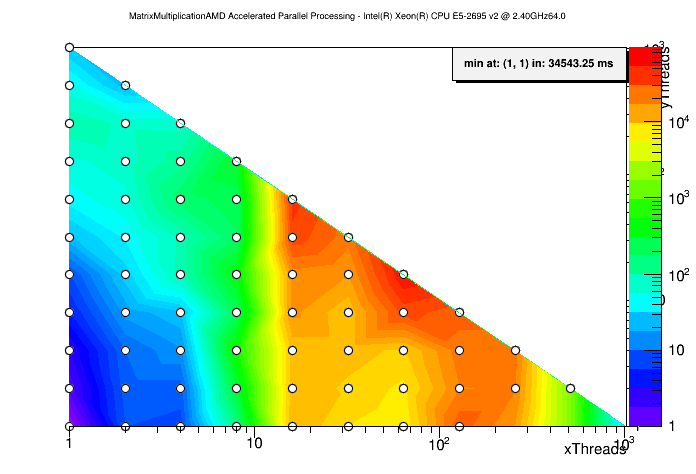 MatrixMultiplicationAMD Accelerated Parallel Processing - Intel(R) Xeon(R) CPU E5-2695 v2 @ 2.40GHz64.0
min at: (1, 1) in: 34543.25 ms
10³
yThreads
10⁴
10³
10²
10
1
1
10
10²
10³
xThreads